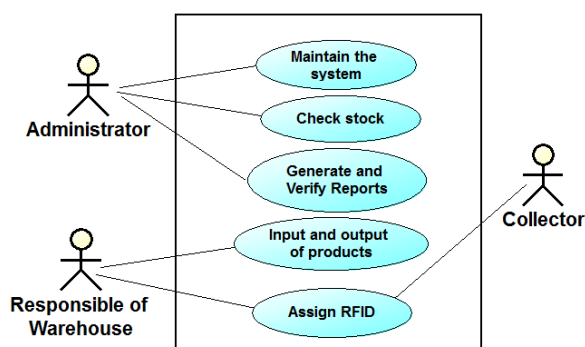 Maintain the
system
Administrator
Check stock
Generate and
Verify Reports
Collector
Input and output
of products
Responsible of
Warehouse
Assign RFID